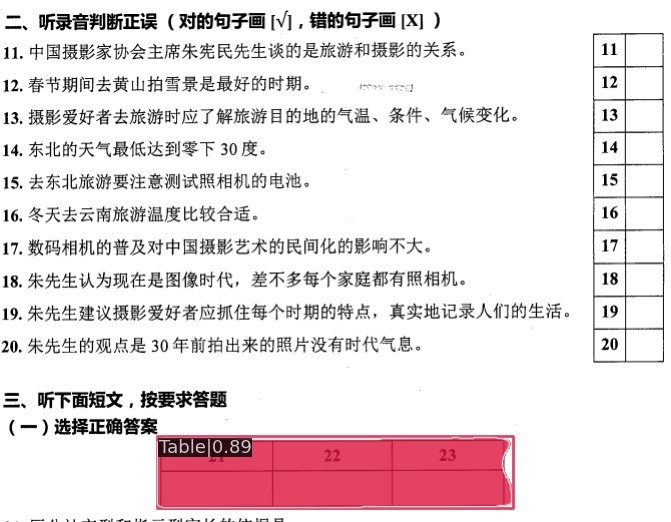 二、听录音判断正误（对的句子画 [√]，错的句子画 [X] ）
11. 中国摄影家协会主席朱宪民先生谈的是旅游和摄影的关系。 11
12. 春节期间去黄山拍雪景是最好的时期。 12
13. 摄影爱好者去旅游时应了解旅游目的地的气温、条件、气候变化。 13
14. 东北的天气最低达到零下 30 度。 14
15. 去东北旅游要注意测试照相机的电池。 15
16. 冬天去云南旅游温度比较合适。 16
17. 数码相机的普及对中国摄影艺术的民间化的影响不大。 17
18. 朱先生认为现在是图像时代，差不多每个家庭都有照相机。 18
19. 朱先生建议摄影爱好者应抓住每个时期的特点，真实地记录人们的生活。 19
20. 朱先生的观点是 30 年前拍出来的照片没有时代气息。 20
三、听下面短文，按要求答题
（一）选择正确答案
Table|0.89
21 22 23